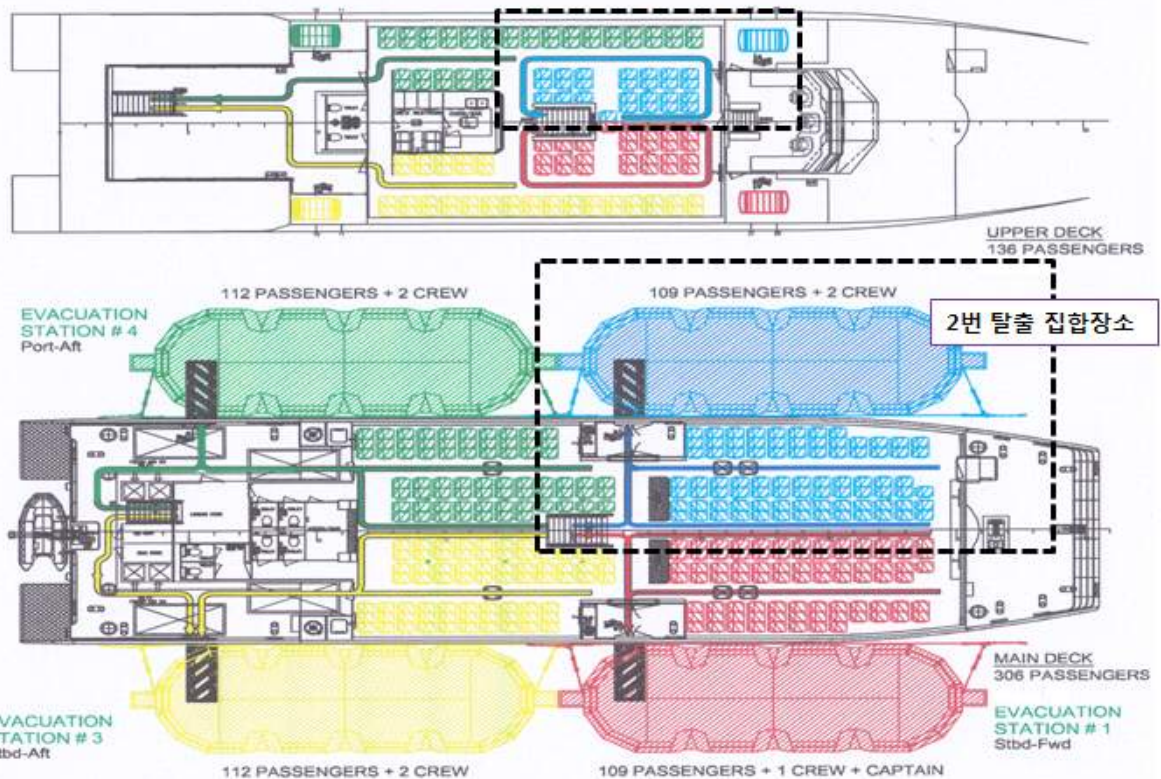 UPPER DECK
136 PASSENGERS
112 PASSENGERS + 2 CREW
109 PASSENGERS + 2 CREW
EVACUATION
STATION # 4
Port-Aft
2번 탈출 집합장소
MAIN DECK
306 PASSENGERS
EVACUATION
STATION # 1
Stbd-Fwd
VACUATION
STATION # 3
tbd-Aft
112 PASSENGERS + 2 CREW
109 PASSENGERS + 1 CREW + CAPTAIN